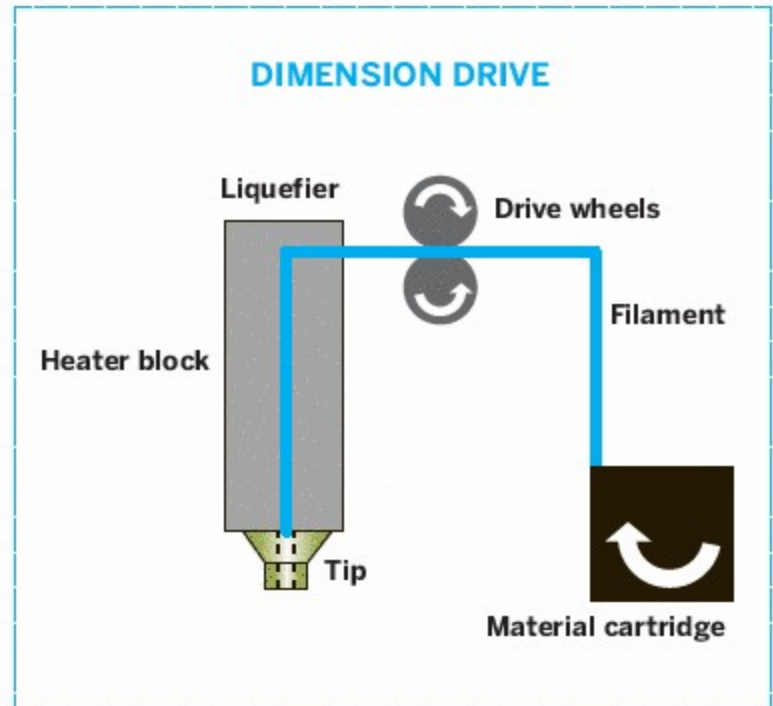 DIMENSION DRIVE
Liquefier
Drive wheels
Filament
Heater block
Tip
Material cartridge